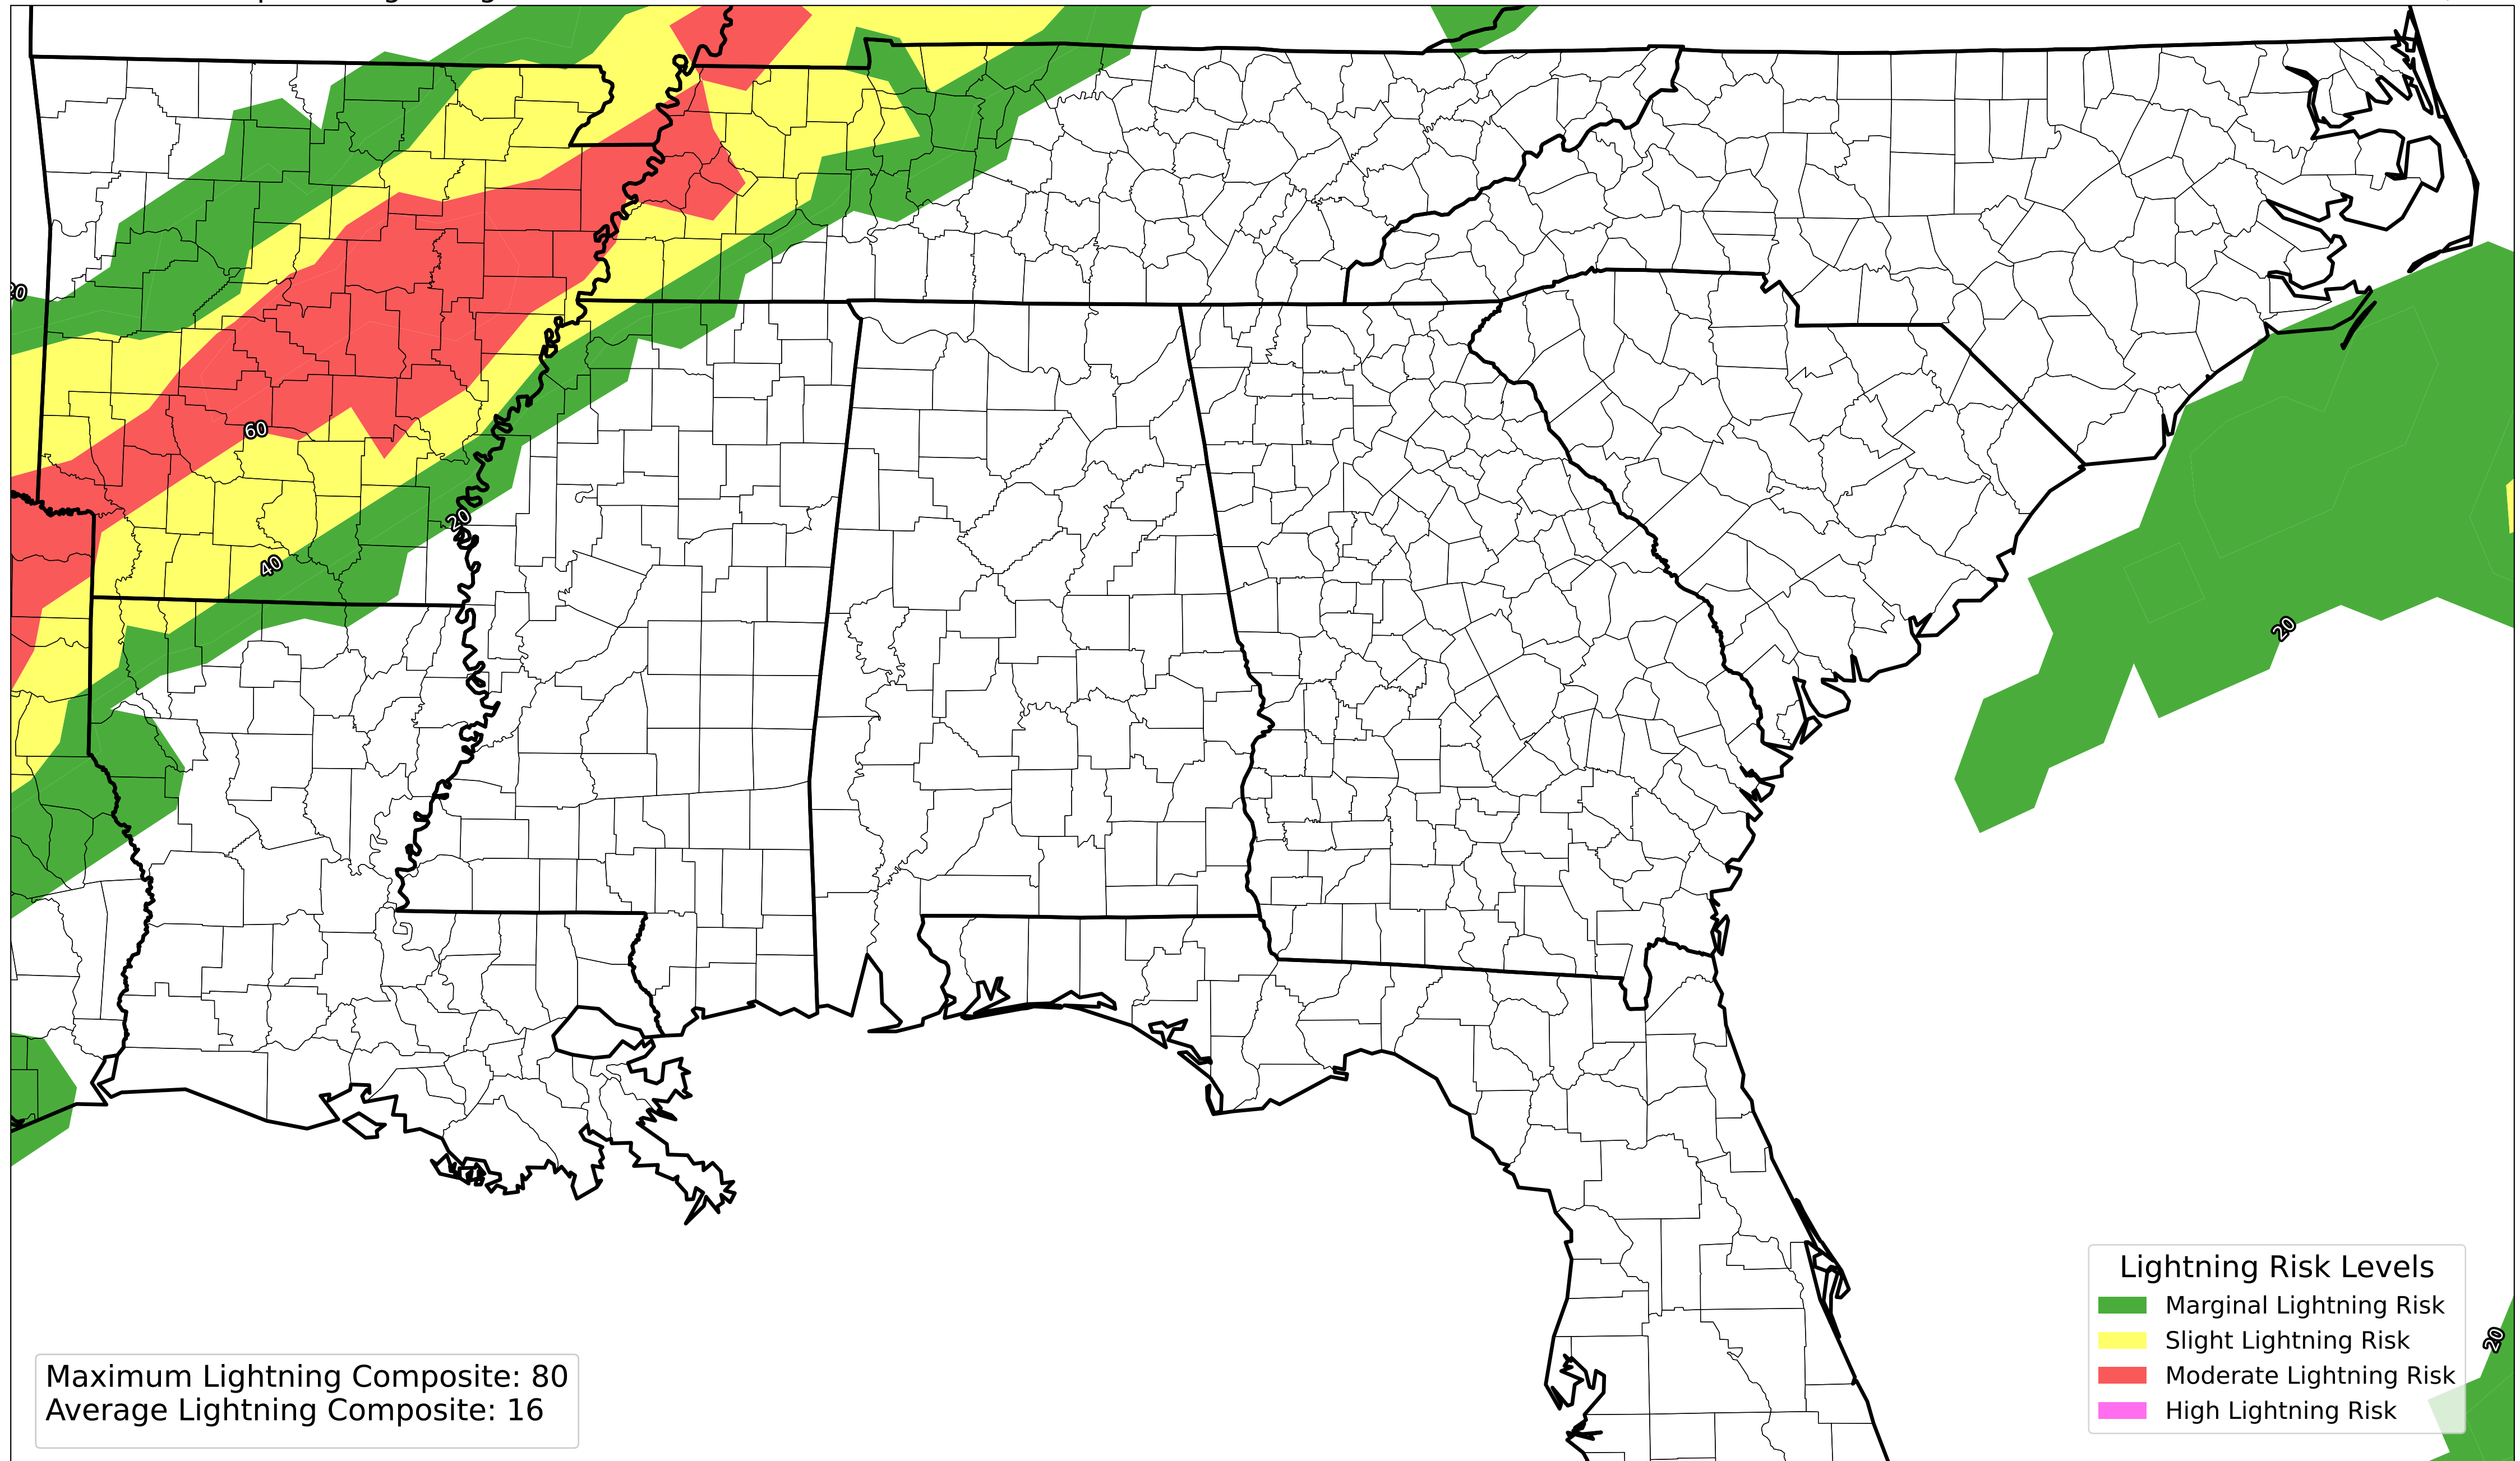 20
60
20
40
20
20
Lightning Risk Levels
Marginal Lightning Risk
Slight Lightning Risk
Moderate Lightning Risk
High Lightning Risk
Maximum Lightning Composite: 80
Average Lightning Composite: 16